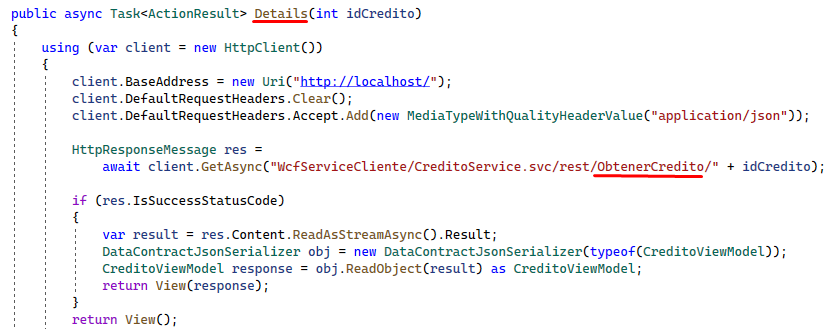 public async Task<ActionResult> Details(int idCredito)
{
using (var client = new HttpClient())
{
client.BaseAddress = new Uri("http://localhost/");
client.DefaultRequestHeaders.Clear();
client.DefaultRequestHeaders.Accept.Add(new MediaTypeWithQualityHeaderValue("application/json"));
HttpResponseMessage res =
await client.GetAsync("WcfServiceCliente/CreditoService.svc/rest/ObtenerCredito/" + idCredito);
if (res.IsSuccessStatusCode)
{
var result = res.Content.ReadAsStreamAsync().Result;
DataContractJsonSerializer obj = new DataContractJsonSerializer(typeof(CreditoViewModel));
CreditoViewModel response = obj.ReadObject(result) as CreditoViewModel;
return View(response);
}
return View();